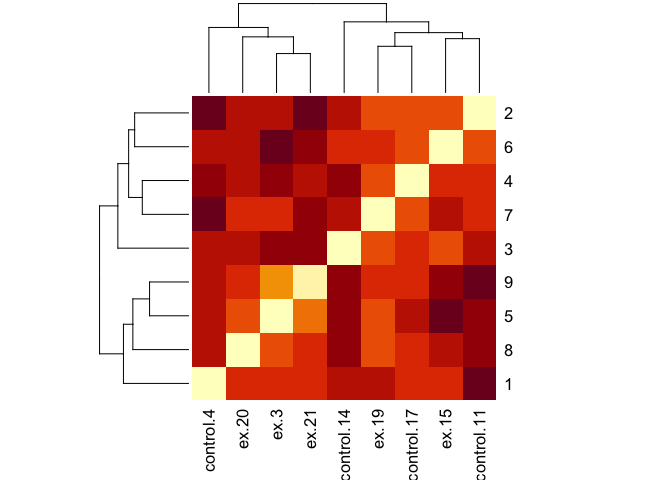 2
6
4
7
3
9
5
8
1
control.4
ex.20
ex.3
ex.21
control.14
ex.19
control.17
ex.15
control.11